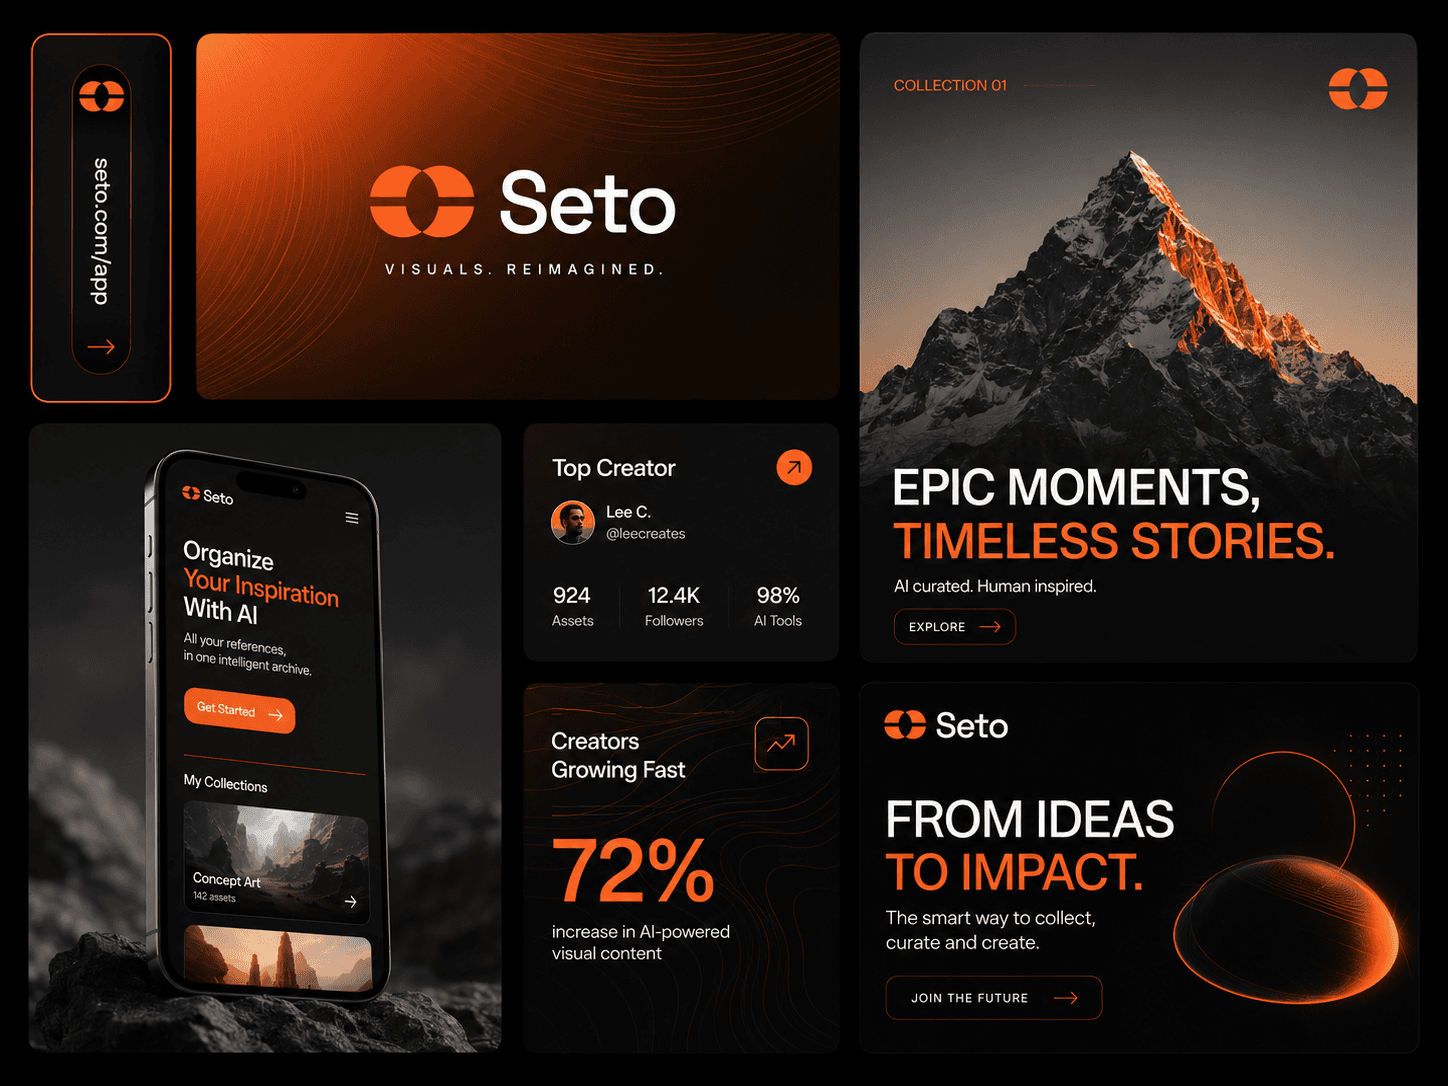 seto.com/app
Seto
VISUALS. REIMAGINED.
COLLECTION 01
EPIC MOMENTS,
TIMELESS STORIES.
AI curated. Human inspired.
EXPLORE
Seto
Organize
Your Inspiration
With AI
All your references,
in one intelligent archive.
Get Started
My Collections
Concept Art
142 assets
Top Creator
Lee C.
@leecreates
924
Assets
12.4K
Followers
98%
AI Tools
Creators
Growing Fast
72%
increase in AI-powered
visual content
Seto
FROM IDEAS
TO IMPACT.
The smart way to collect,
curate and create.
JOIN THE FUTURE